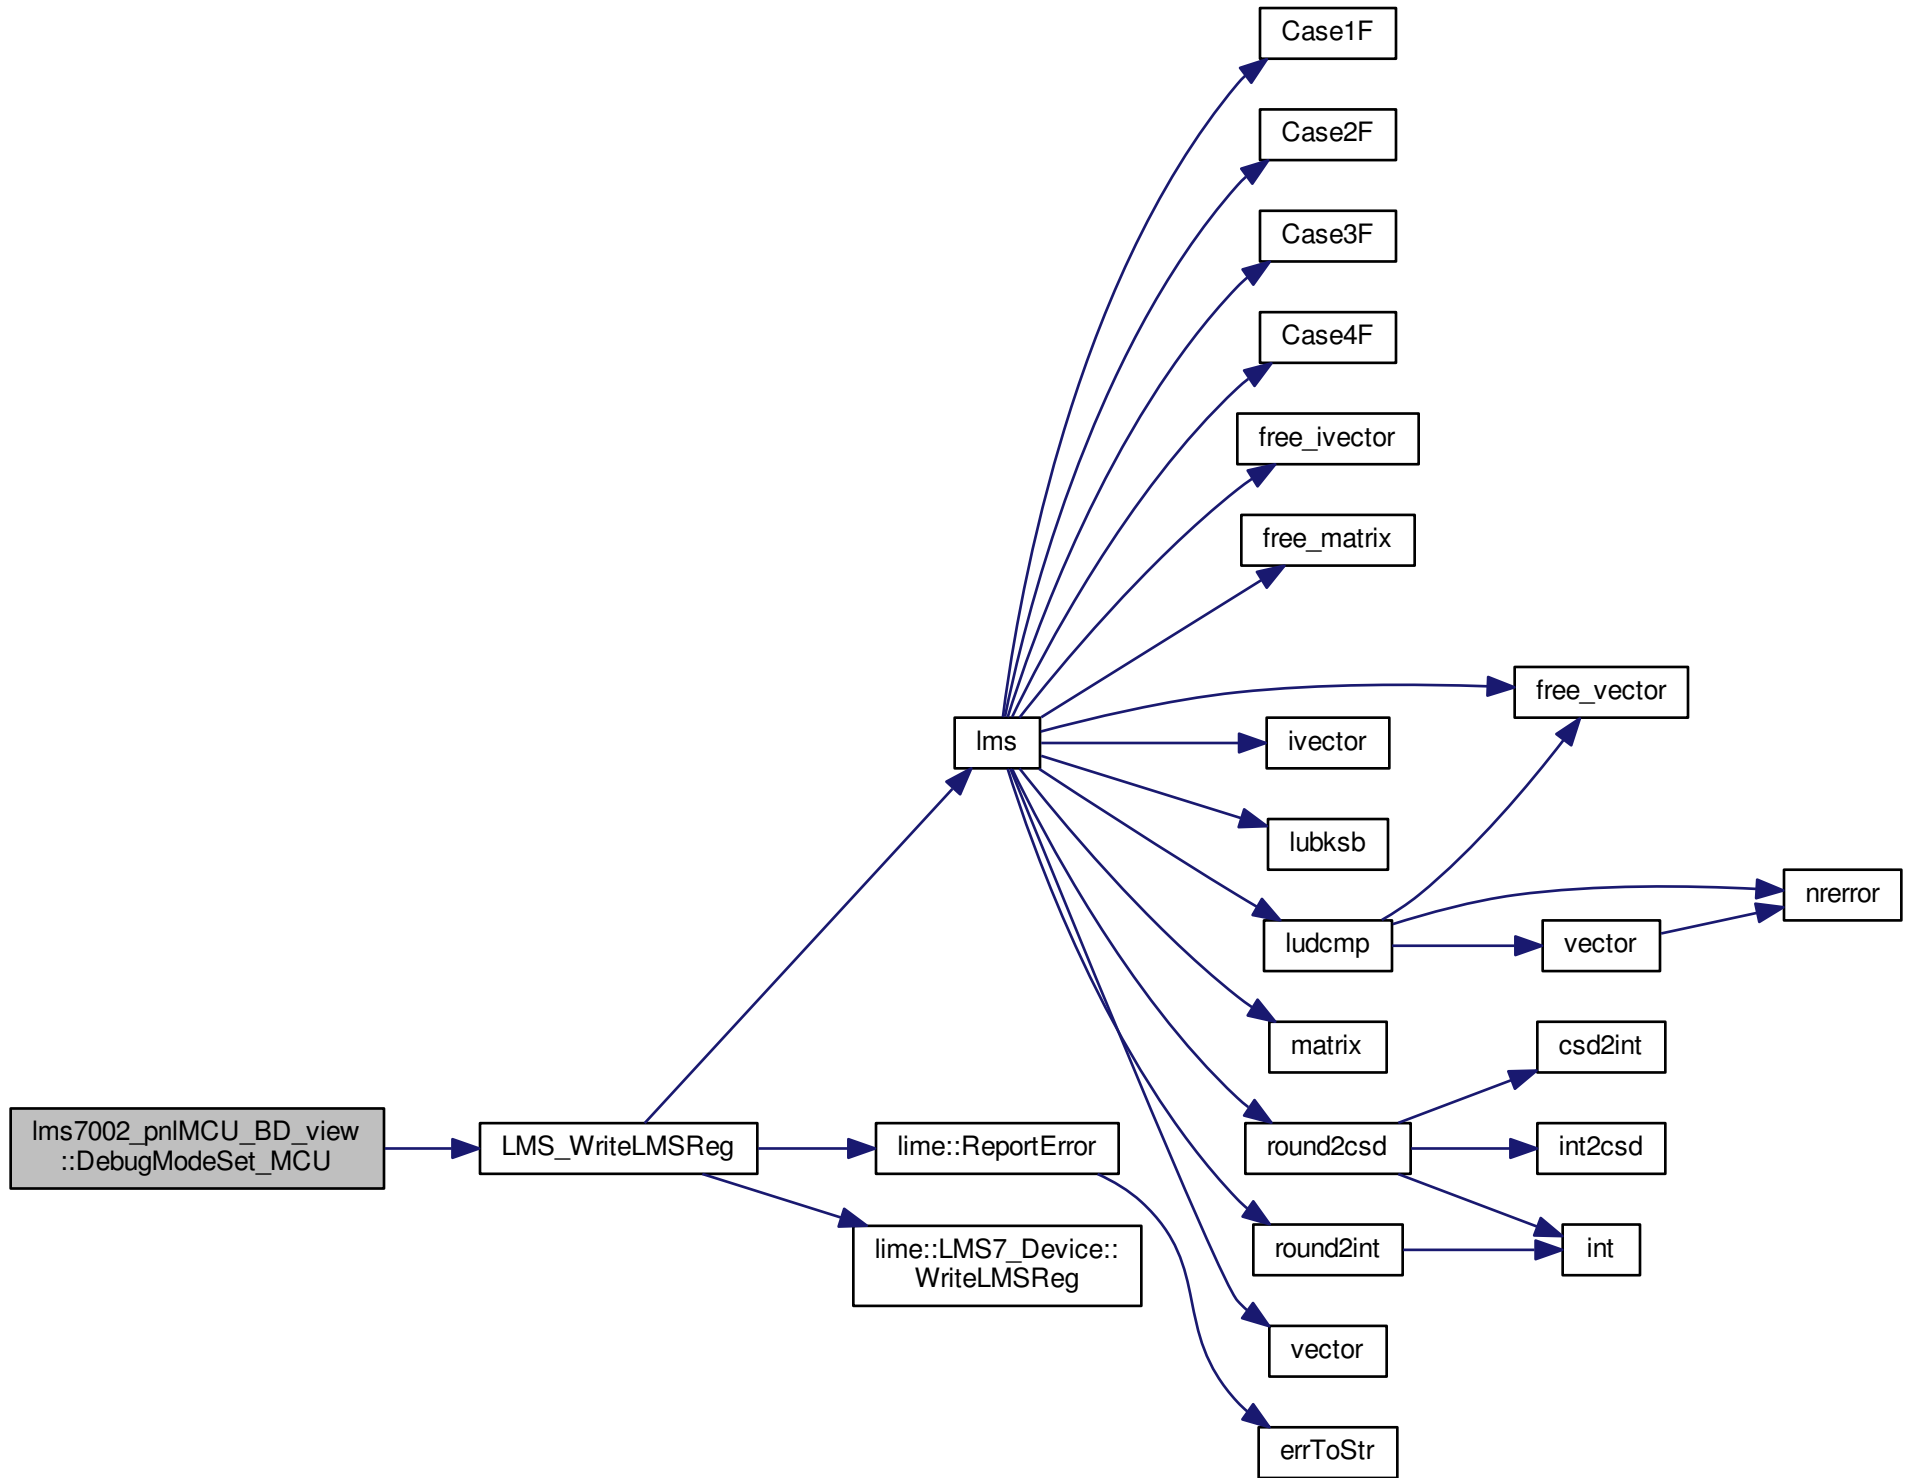 Case1F
Case2F
Case3F
Case4F
free_ivector
free_matrix
free_vector
lms
ivector
lubksb
nrerror
ludcmp
vector
matrix
csd2int
lms7002_pnlMCU_BD_view
::DebugModeSet_MCU
LMS_WriteLMSReg
lime::ReportError
round2csd
int2csd
lime::LMS7_Device::
WriteLMSReg
round2int
int
vector
errToStr